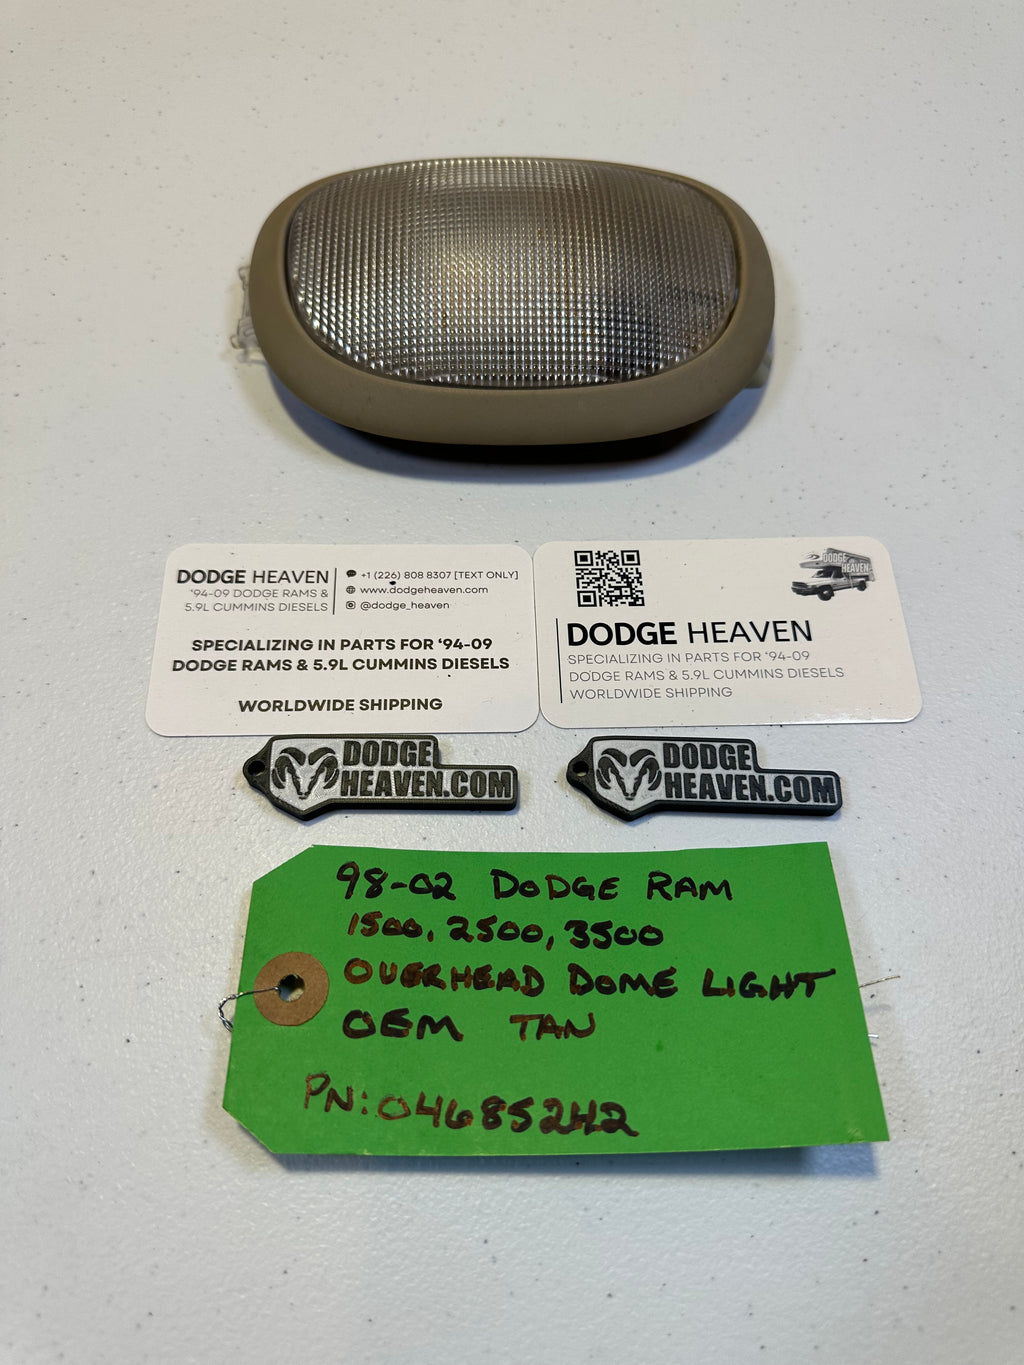 DODGE HEAVEN
'94-09 DODGE RAMS &
5.9L CUMMINS DIESELS
+1 (226) 808 8307 [TEXT ONLY]
www.dodgeheaven.com
@dodge_heaven
SPECIALIZING IN PARTS FOR '94-09
DODGE RAMS & 5.9L CUMMINS DIESELS
WORLDWIDE SHIPPING
DODGE
HEAVEN
DODGE HEAVEN
SPECIALIZING IN PARTS FOR '94-09
DODGE RAMS & 5.9L CUMMINS DIESELS
WORLDWIDE SHIPPING
DODGE
HEAVEN.COM
DODGE
HEAVEN.COM
98-02 DODGE RAM
1500, 2500, 3500
OVERHEAD DOME LIGHT
OEM TAN
PN: 04685242